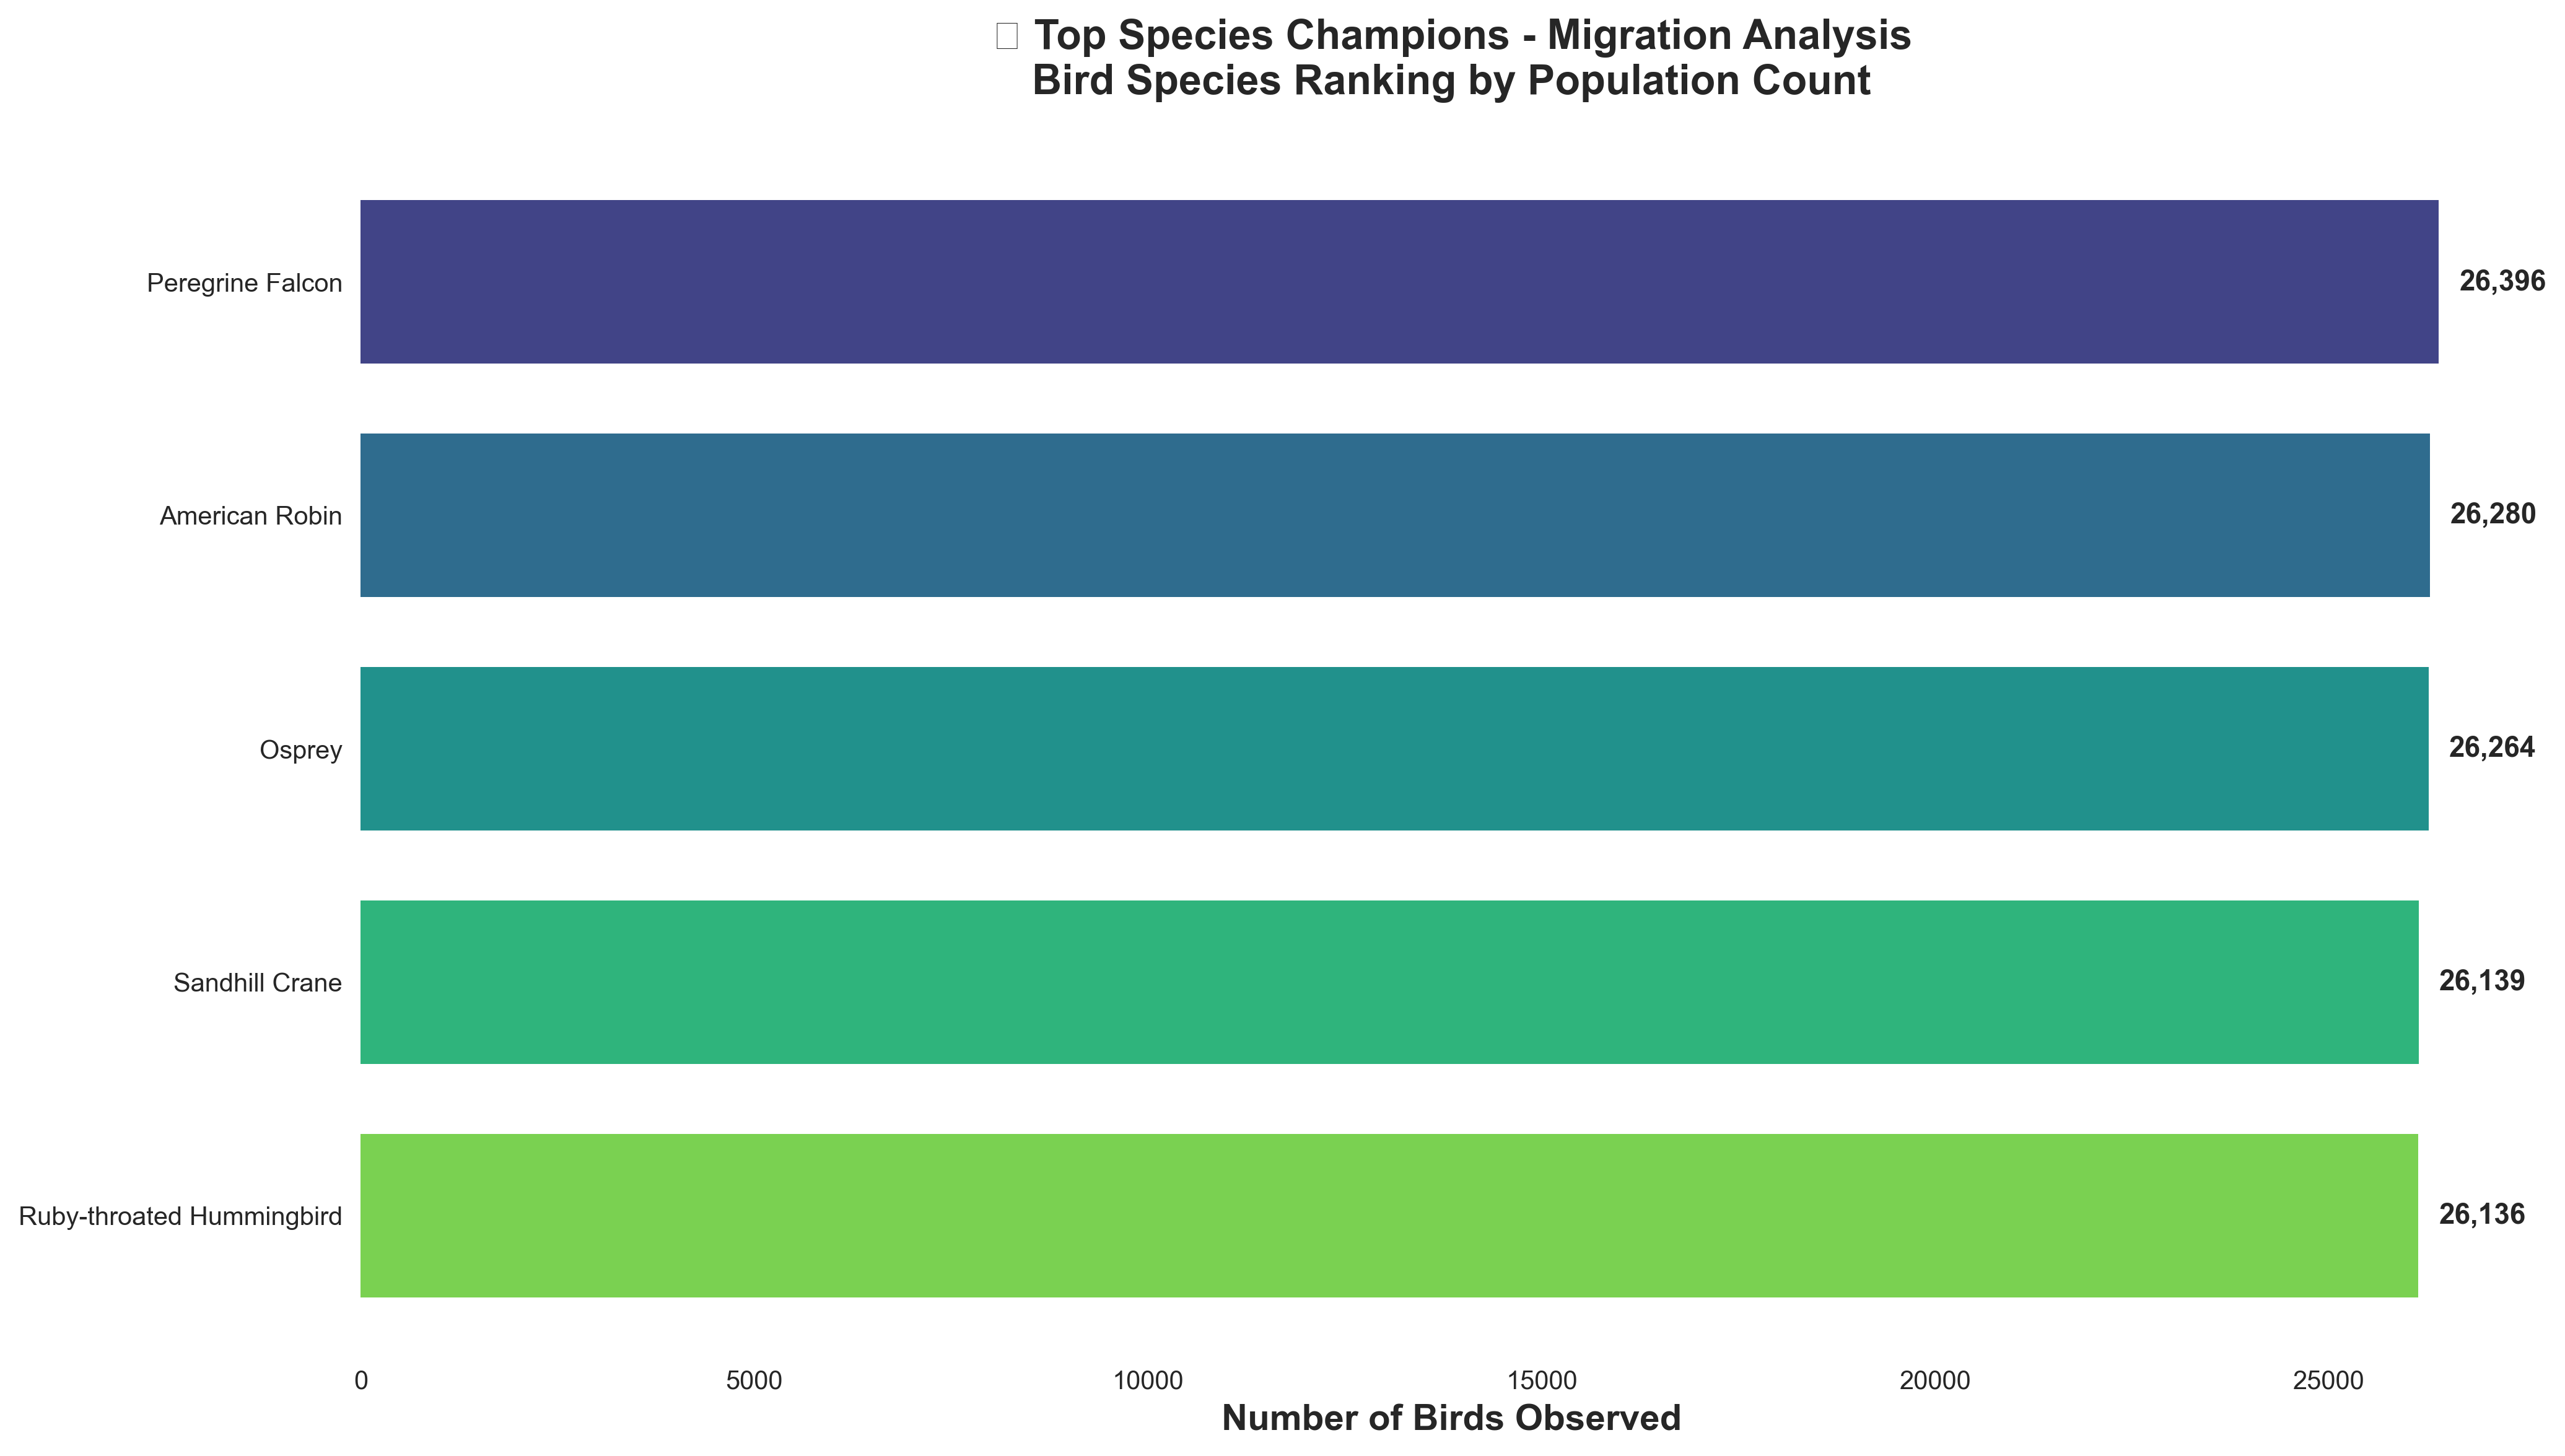 Top Species Champions - Migration Analysis
Bird Species Ranking by Population Count
Peregrine Falcon 26,396
American Robin 26,280
Osprey 26,264
Sandhill Crane 26,139
Ruby-throated Hummingbird 26,136
0 5000 10000 15000 20000 25000
Number of Birds Observed